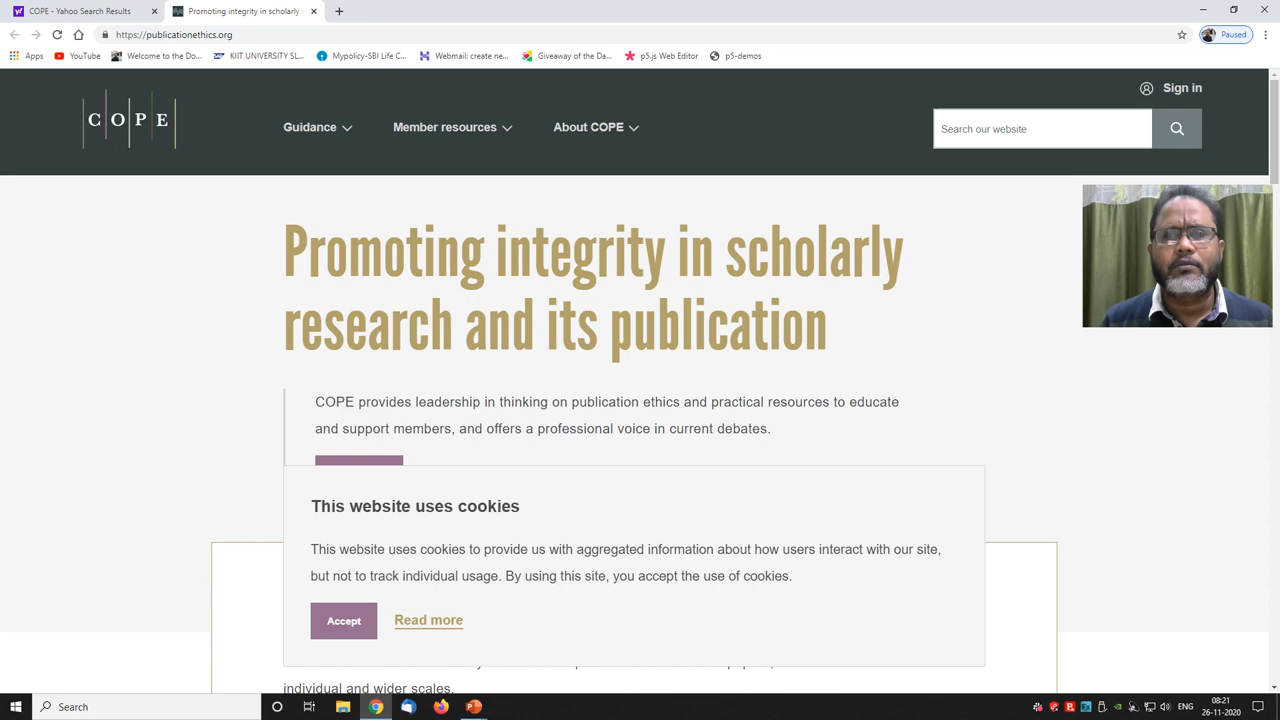 COPE - Yahoo Search Results
Promoting integrity in scholarly
https://publicationethics.org
Paused
Apps
YouTube
Welcome to the Do...
KIIT UNIVERSITY SL...
Mypolicy-SBI Life C...
Webmail: create ne...
Giveaway of the Da...
p5.js Web Editor
p5-demos
Sign in
COPE
Guidance
Member resources
About COPE
Search our website
Promoting integrity in scholarly
research and its publication
COPE provides leadership in thinking on publication ethics and practical resources to educate
and support members, and offers a professional voice in current debates.
This website uses cookies
This website uses cookies to provide us with aggregated information about how users interact with our site,
but not to track individual usage. By using this site, you accept the use of cookies.
Accept
Read more
individual and wider scales.
Search
ENG
08:21
26-11-2020